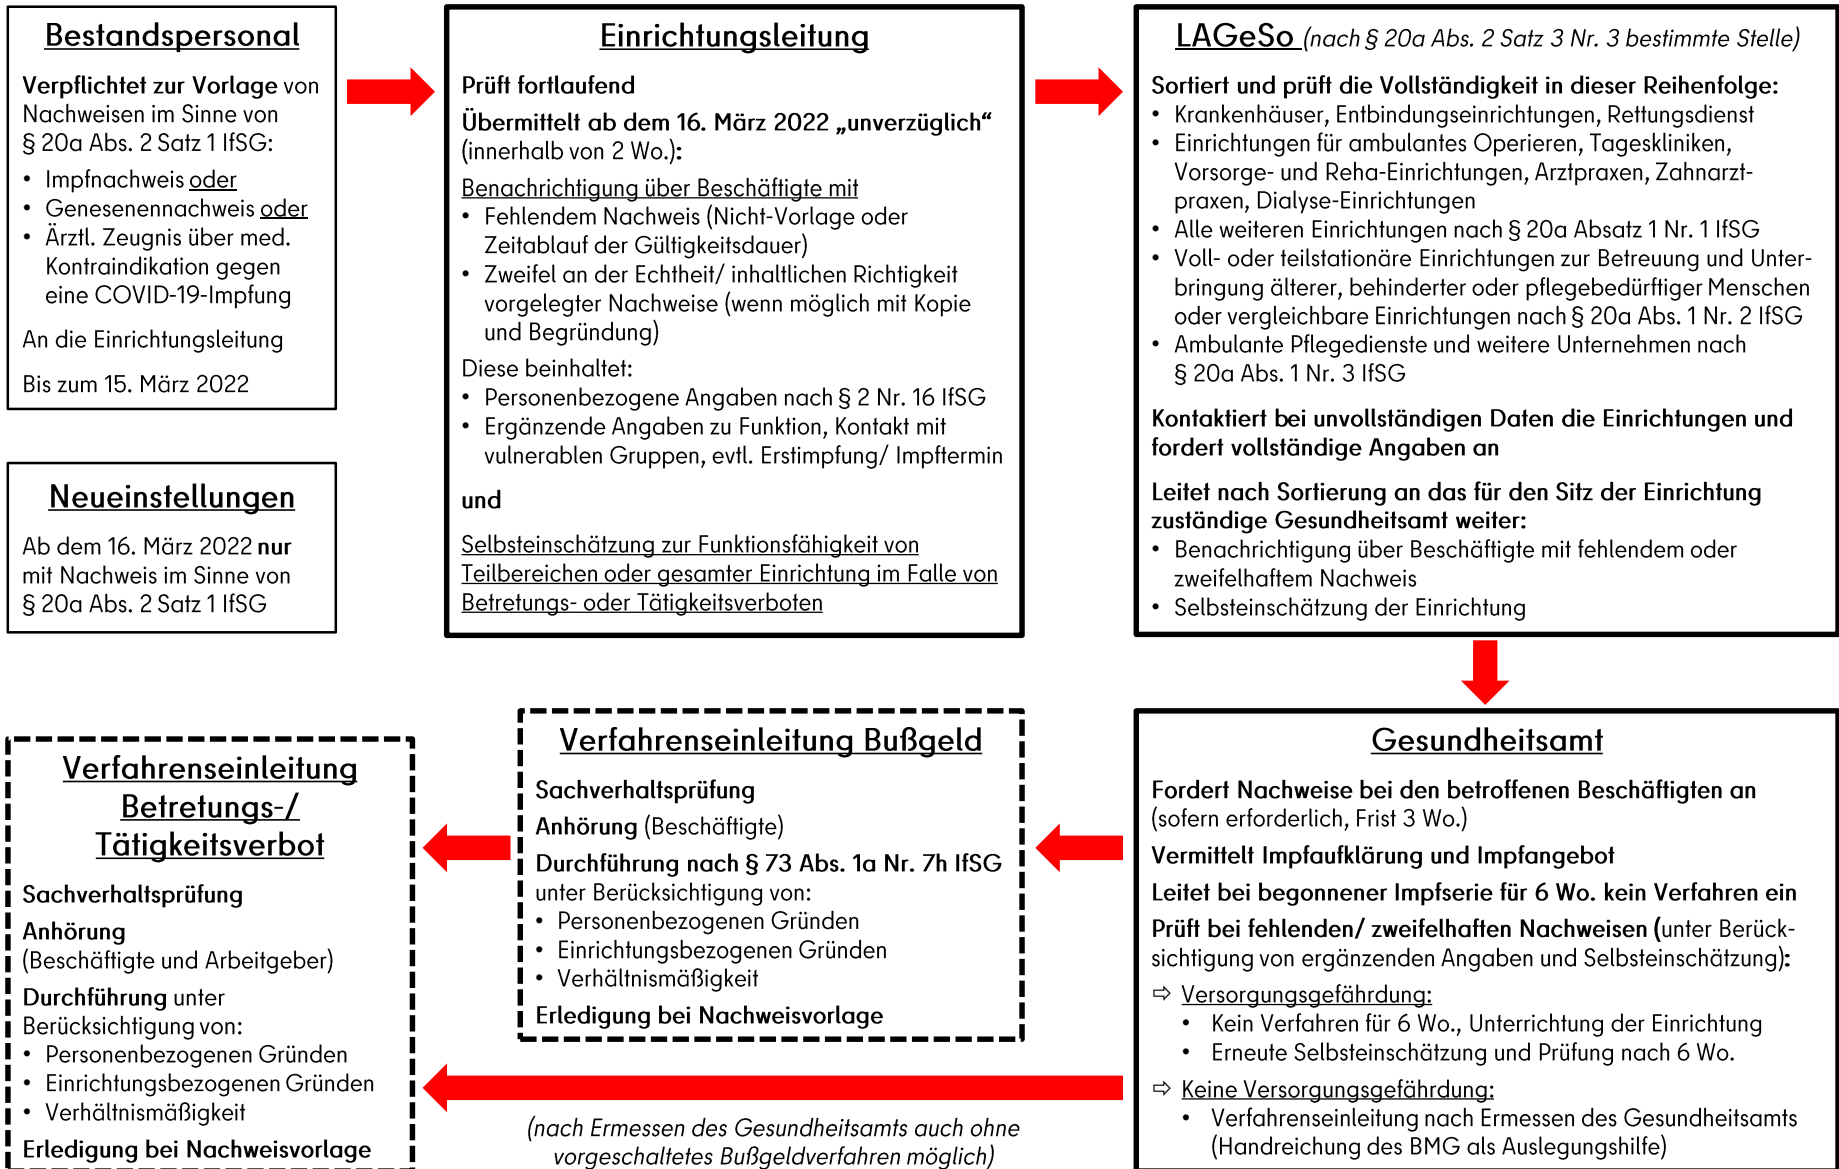 Bestandspersonal
Verpflichtet zur Vorlage von
Nachweisen im Sinne von
§ 20a Abs. 2 Satz 1 IfSG:
• Impfnachweis oder
• Genesenennachweis oder
• Ärztl. Zeugnis über med.
Kontraindikation gegen
eine COVID-19-Impfung
An die Einrichtungsleitung
Bis zum 15. März 2022
Neueinstellungen
Ab dem 16. März 2022 nur
mit Nachweis im Sinne von
§ 20a Abs. 2 Satz 1 IfSG
Einrichtungsleitung
Prüft fortlaufend
Übermittelt ab dem 16. März 2022 „unverzüglich“
(innerhalb von 2 Wo.):
Benachrichtigung über Beschäftigte mit
• Fehlendem Nachweis (Nicht-Vorlage oder
Zeitablauf der Gültigkeitsdauer)
• Zweifel an der Echtheit/ inhaltlichen Richtigkeit
vorgelegter Nachweise (wenn möglich mit Kopie
und Begründung)
Diese beinhaltet:
• Personenbezogene Angaben nach § 2 Nr. 16 IfSG
• Ergänzende Angaben zu Funktion, Kontakt mit
vulnerablen Gruppen, evtl. Erstimpfung/ Impftermin
und
Selbsteinschätzung zur Funktionsfähigkeit von
Teilbereichen oder gesamter Einrichtung im Falle von
Betretungs- oder Tätigkeitsverboten
LAGeSo (nach § 20a Abs. 2 Satz 3 Nr. 3 bestimmte Stelle)
Sortiert und prüft die Vollständigkeit in dieser Reihenfolge:
• Krankenhäuser, Entbindungseinrichtungen, Rettungsdienst
• Einrichtungen für ambulantes Operieren, Tageskliniken,
Vorsorge- und Reha-Einrichtungen, Arztpraxen, Zahnarzt-
praxen, Dialyse-Einrichtungen
• Alle weiteren Einrichtungen nach § 20a Absatz 1 Nr. 1 IfSG
• Voll- oder teilstationäre Einrichtungen zur Betreuung und Unter-
bringung älterer, behinderter oder pflegebedürftiger Menschen
oder vergleichbare Einrichtungen nach § 20a Abs. 1 Nr. 2 IfSG
• Ambulante Pflegedienste und weitere Unternehmen nach
§ 20a Abs. 1 Nr. 3 IfSG
Kontaktiert bei unvollständigen Daten die Einrichtungen und
fordert vollständige Angaben an
Leitet nach Sortierung an das für den Sitz der Einrichtung
zuständige Gesundheitsamt weiter:
• Benachrichtigung über Beschäftigte mit fehlendem oder
zweifelhaftem Nachweis
• Selbsteinschätzung der Einrichtung
Gesundheitsamt
Fordert Nachweise bei den betroffenen Beschäftigten an
(sofern erforderlich, Frist 3 Wo.)
Vermittelt Impfaufklärung und Impfangebot
Leitet bei begonnener Impfserie für 6 Wo. kein Verfahren ein
Prüft bei fehlenden/ zweifelhaften Nachweisen (unter Berück-
sichtigung von ergänzenden Angaben und Selbsteinschätzung):
⇨ Versorgungsgefährdung:
• Kein Verfahren für 6 Wo., Unterrichtung der Einrichtung
• Erneute Selbsteinschätzung und Prüfung nach 6 Wo.
⇨ Keine Versorgungsgefährdung:
• Verfahrenseinleitung nach Ermessen des Gesundheitsamts
(Handreichung des BMG als Auslegungshilfe)
Verfahrenseinleitung Bußgeld
Sachverhaltsprüfung
Anhörung (Beschäftigte)
Durchführung nach § 73 Abs. 1a Nr. 7h IfSG
unter Berücksichtigung von:
• Personenbezogenen Gründen
• Einrichtungsbezogenen Gründen
• Verhältnismäßigkeit
Erledigung bei Nachweisvorlage
(nach Ermessen des Gesundheitsamts auch ohne
vorgeschaltetes Bußgeldverfahren möglich)
Verfahrenseinleitung
Betretungs-/
Tätigkeitsverbot
Sachverhaltsprüfung
Anhörung
(Beschäftigte und Arbeitgeber)
Durchführung unter
Berücksichtigung von:
• Personenbezogenen Gründen
• Einrichtungsbezogenen Gründen
• Verhältnismäßigkeit
Erledigung bei Nachweisvorlage